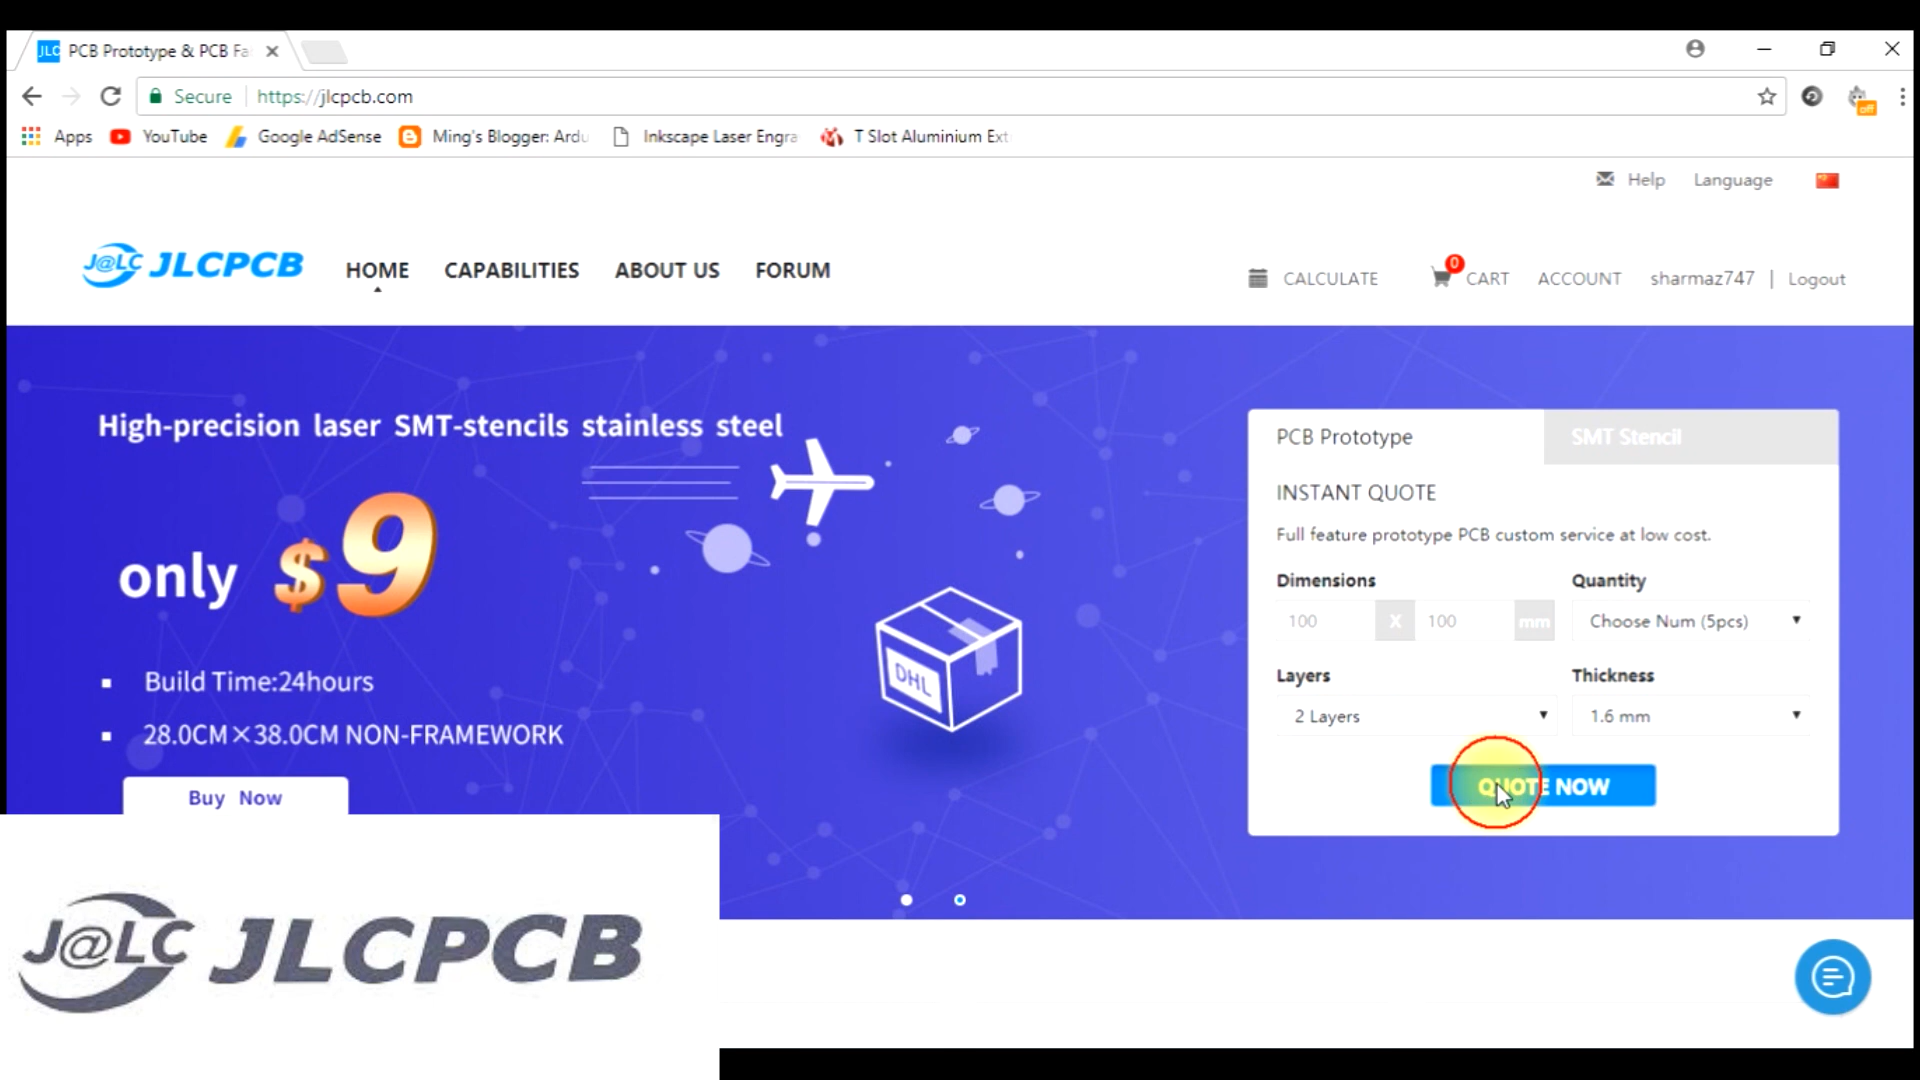 JLC PCB Prototype & PCB Fa
Secure https://jlcpcb.com
off
Apps YouTube Google AdSense Ming's Blogger: Ardu Inkscape Laser Engra T Slot Aluminium Ext
Help Language
J@LC JLCPCB HOME CAPABILITIES ABOUT US FORUM
CALCULATE 0 CART ACCOUNT sharmaz747 | Logout
High-precision laser SMT-stencils stainless steel
only $9
▪ Build Time:24hours
▪ 28.0CM×38.0CM NON-FRAMEWORK
Buy Now
DHL
PCB Prototype SMT Stencil
INSTANT QUOTE
Full feature prototype PCB custom service at low cost.
Dimensions Quantity
100 X 100 mm Choose Num (5pcs)
Layers Thickness
2 Layers 1.6 mm
QUOTE NOW
J@LC JLCPCB